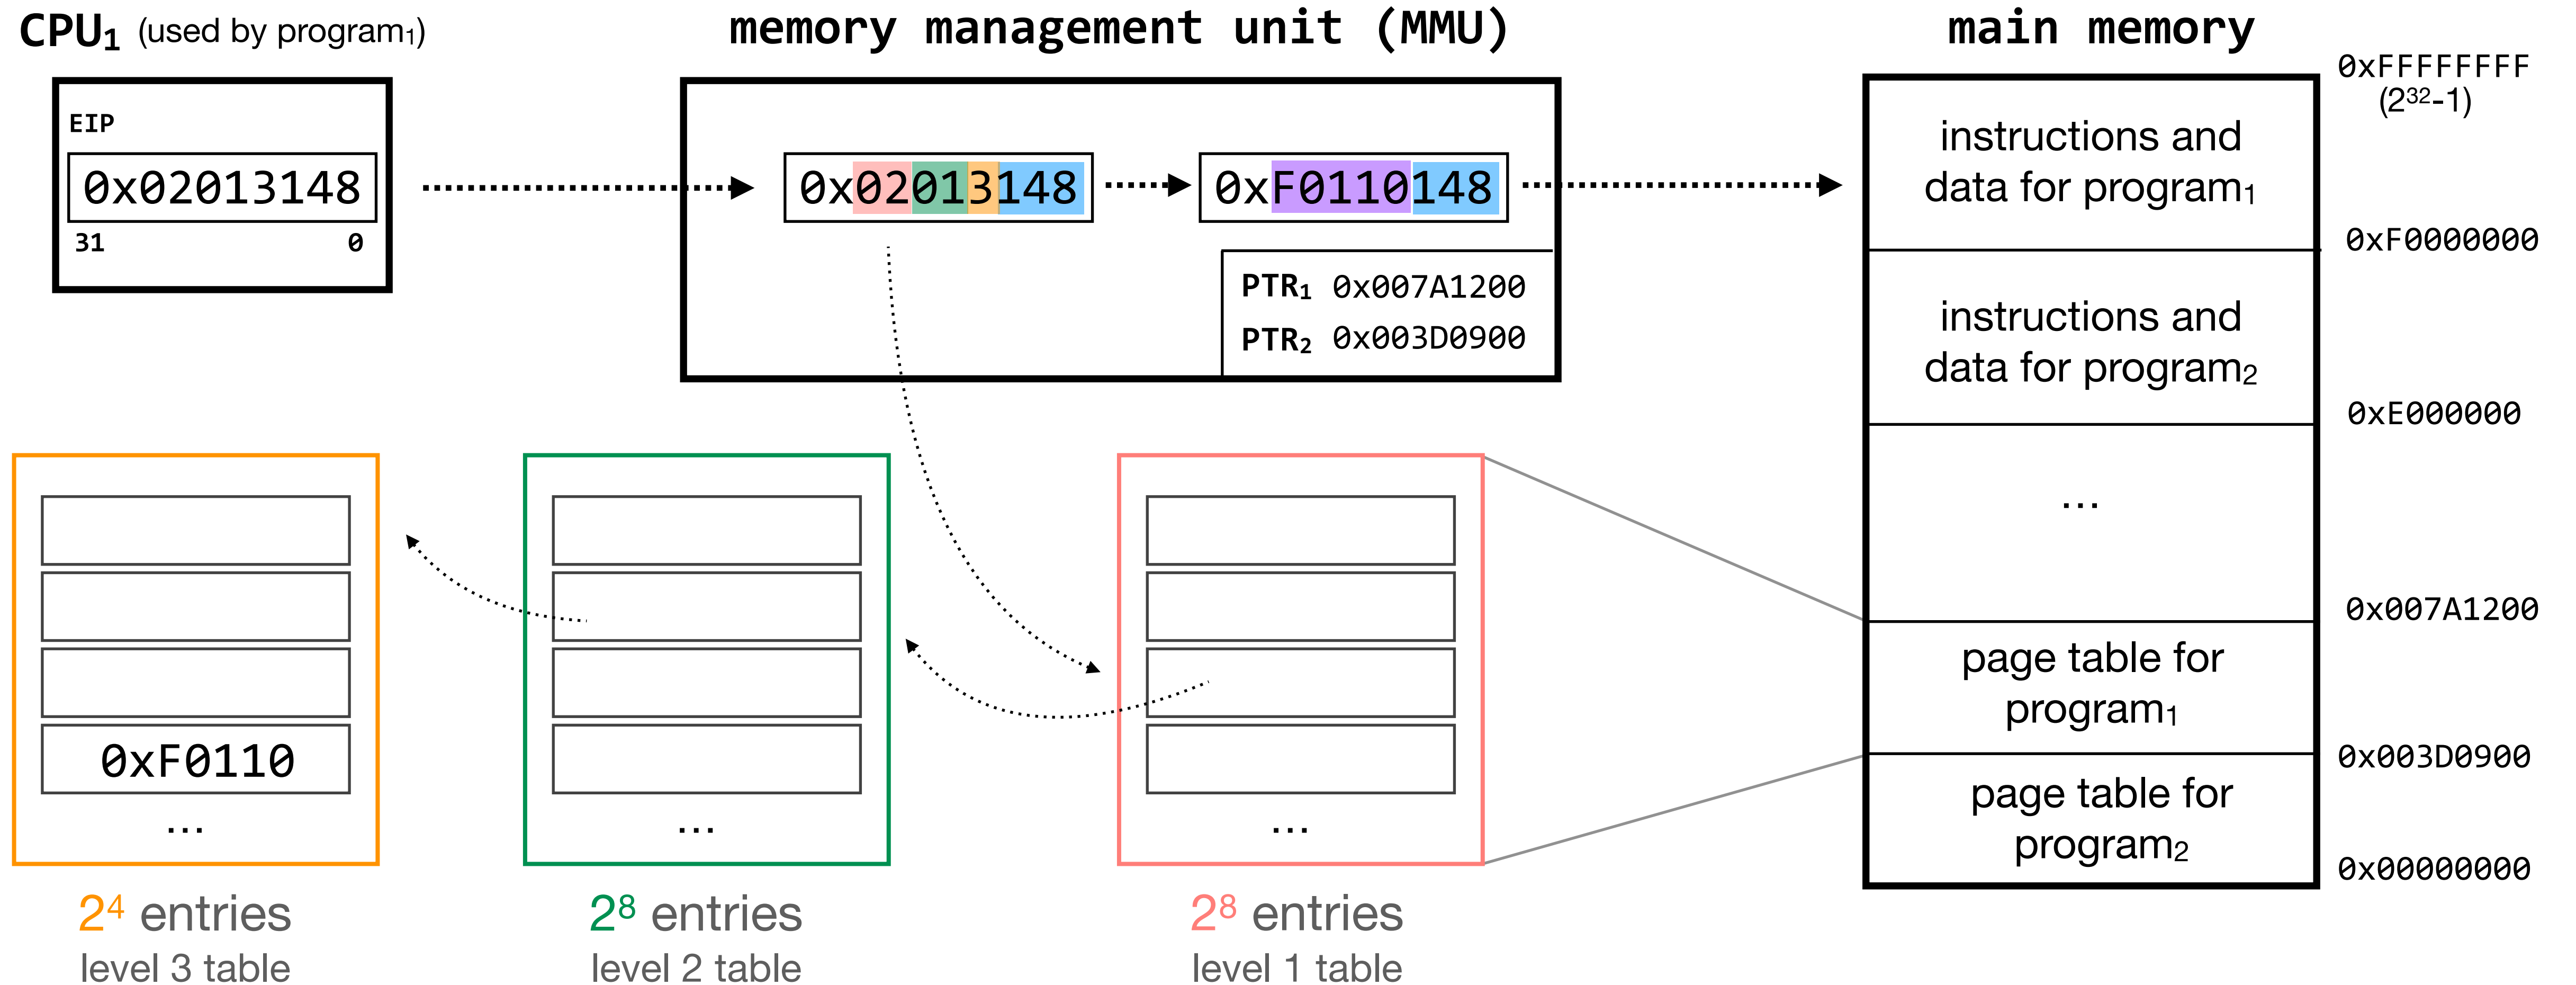 CPU₁ (used by program₁)
EIP
0x02013148
31 0
memory management unit (MMU)
0x02013148
0xF0110148
PTR₁ 0x007A1200
PTR₂ 0x003D0900
main memory
0xFFFFFFFF
(2³²-1)
instructions and
data for program₁
0xF0000000
instructions and
data for program₂
0xE000000
...
0x007A1200
page table for
program₁
0x003D0900
page table for
program₂
0x00000000
0xF0110
...
2⁴ entries
level 3 table
...
2⁸ entries
level 2 table
...
2⁸ entries
level 1 table